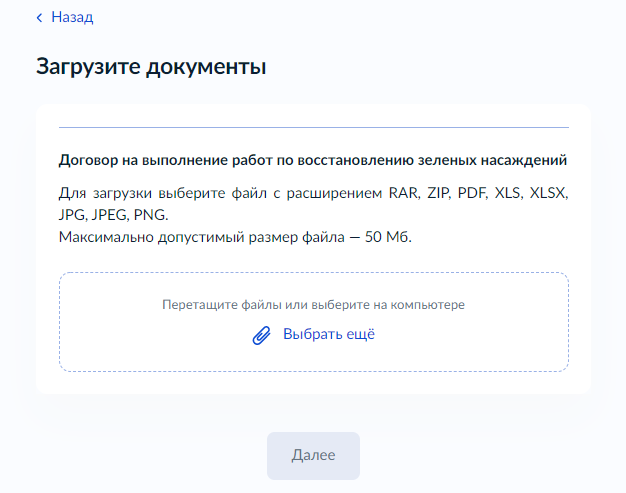 Назад
Загрузите документы
Договор на выполнение работ по восстановлению зеленых насаждений
Для загрузки выберите файл с расширением RAR, ZIP, PDF, XLS, XLSX,
JPG, JPEG, PNG.
Максимально допустимый размер файла — 50 Мб.
Перетащите файлы или выберите на компьютере
Выбрать ещё
Далее